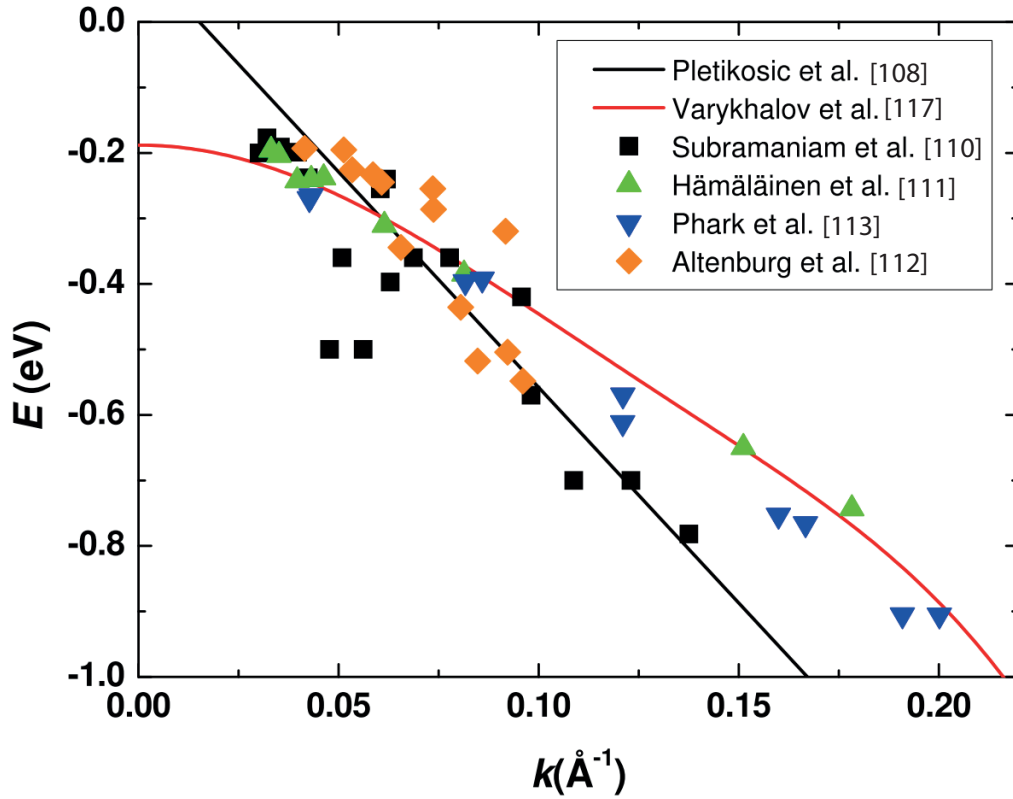 0.0
-0.2
-0.4
-0.6
-0.8
-1.0
E (eV)
0.00
0.05
0.10
0.15
0.20
k(Å⁻¹)
Pletikosic et al. [108]
Varykhalov et al. [117]
Subramaniam et al. [110]
Hämäläinen et al. [111]
Phark et al. [113]
Altenburg et al. [112]